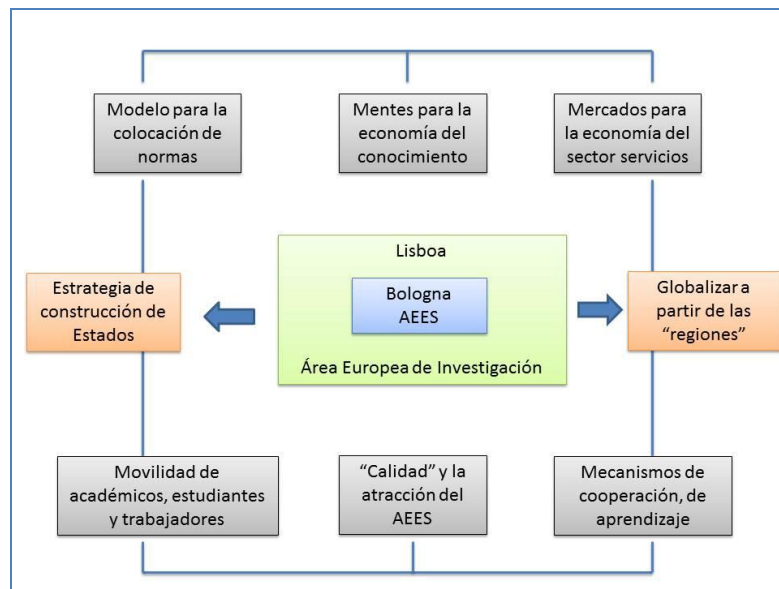 Modelo para la
colocación de
normas
Mentes para la
economía del
conocimiento
Mercados para
la economía del
sector servicios
Estrategia de
construcción de
Estados
Lisboa
Bologna
AEES
Área Europea de Investigación
Globalizar a
partir de las
“regiones”
Movilidad de
académicos, estudiantes
y trabajadores
“Calidad” y la
atracción del
AEES
Mecanismos de
cooperación, de
aprendizaje